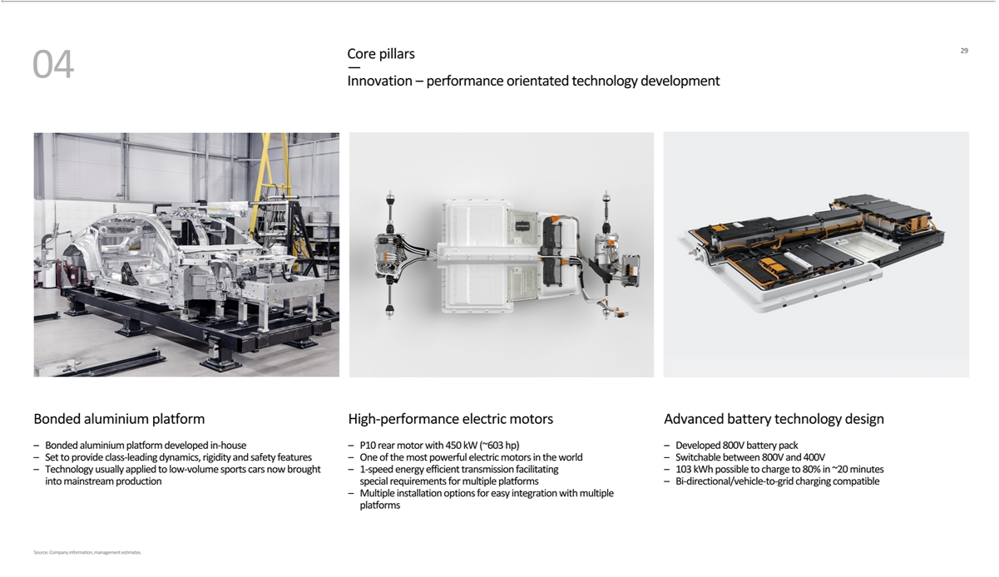 04
Core pillars
—
Innovation – performance orientated technology development
29
Bonded aluminium platform
– Bonded aluminium platform developed in-house
– Set to provide class-leading dynamics, rigidity and safety features
– Technology usually applied to low-volume sports cars now brought
into mainstream production
High-performance electric motors
– P10 rear motor with 450 kW (~603 hp)
– One of the most powerful electric motors in the world
– 1-speed energy efficient transmission facilitating
special requirements for multiple platforms
– Multiple installation options for easy integration with multiple
platforms
Advanced battery technology design
– Developed 800V battery pack
– Switchable between 800V and 400V
– 103 kWh possible to charge to 80% in ~20 minutes
– Bi-directional/vehicle-to-grid charging compatible
Source: Company information, management estimates.